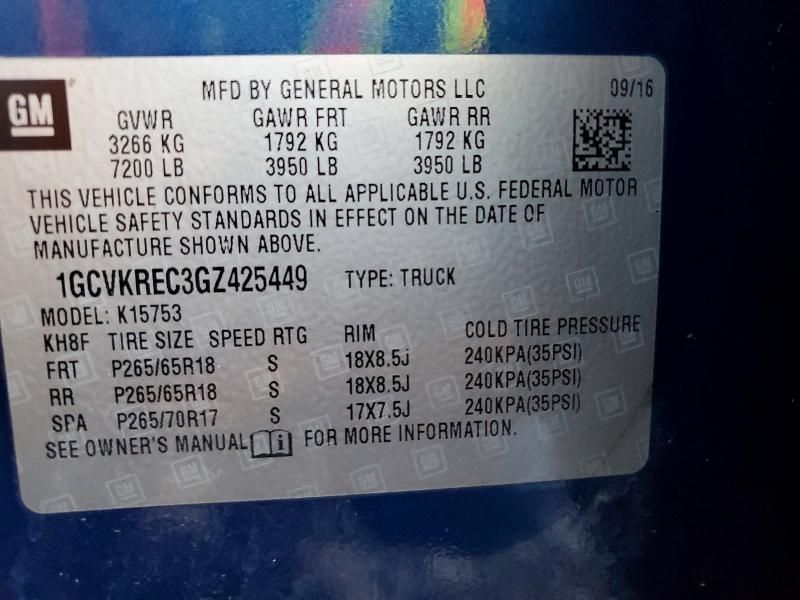 GM
MFD BY GENERAL MOTORS LLC 09/16
GVWR GAWR FRT GAWR RR
3266 KG 1792 KG 1792 KG
7200 LB 3950 LB 3950 LB
THIS VEHICLE CONFORMS TO ALL APPLICABLE U.S. FEDERAL MOTOR
VEHICLE SAFETY STANDARDS IN EFFECT ON THE DATE OF
MANUFACTURE SHOWN ABOVE.
1GCVKREC3GZ425449 TYPE: TRUCK
MODEL: K15753
KH8F TIRE SIZE SPEED RTG RIM COLD TIRE PRESSURE
FRT P265/65R18 S 18X8.5J 240KPA(35PSI)
RR P265/65R18 S 18X8.5J 240KPA(35PSI)
SPA P265/70R17 S 17X7.5J 240KPA(35PSI)
SEE OWNER'S MANUAL i FOR MORE INFORMATION.